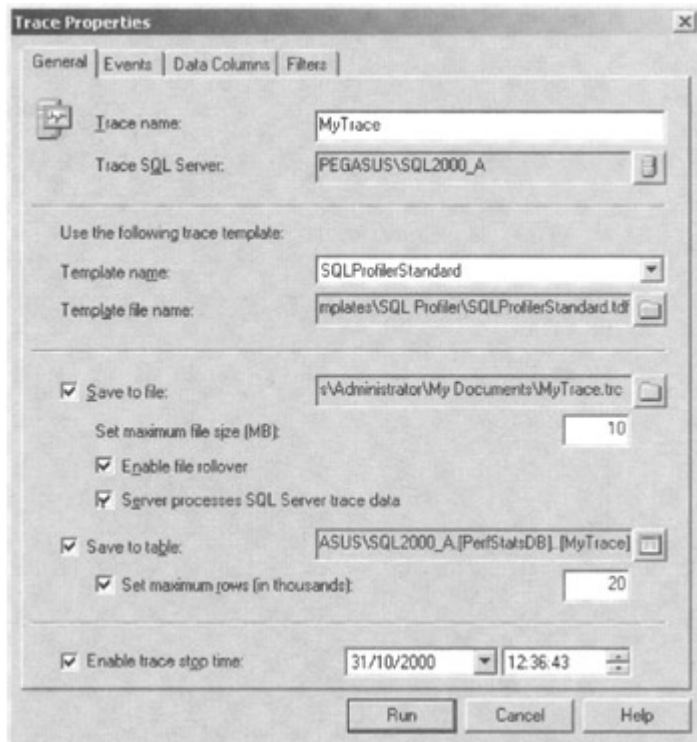 Trace Properties
General Events Data Columns Filters
Trace name: MyTrace
Trace SQL Server: PEGASUS\SQL2000_A
Use the following trace template:
Template name: SQLProfilerStandard
Template file name: mplates\SQL Profiler\SQLProfilerStandard.tdf
Save to file: s\Administrator\My Documents\MyTrace.trc
Set maximum file size (MB): 10
Enable file rollover
Server processes SQL Server trace data
Save to table: ASUS\SQL2000_A.[PerfStatsDB]..[MyTrace]
Set maximum rows (in thousands): 20
Enable trace stop time: 31/10/2000 12:36:43
Run Cancel Help